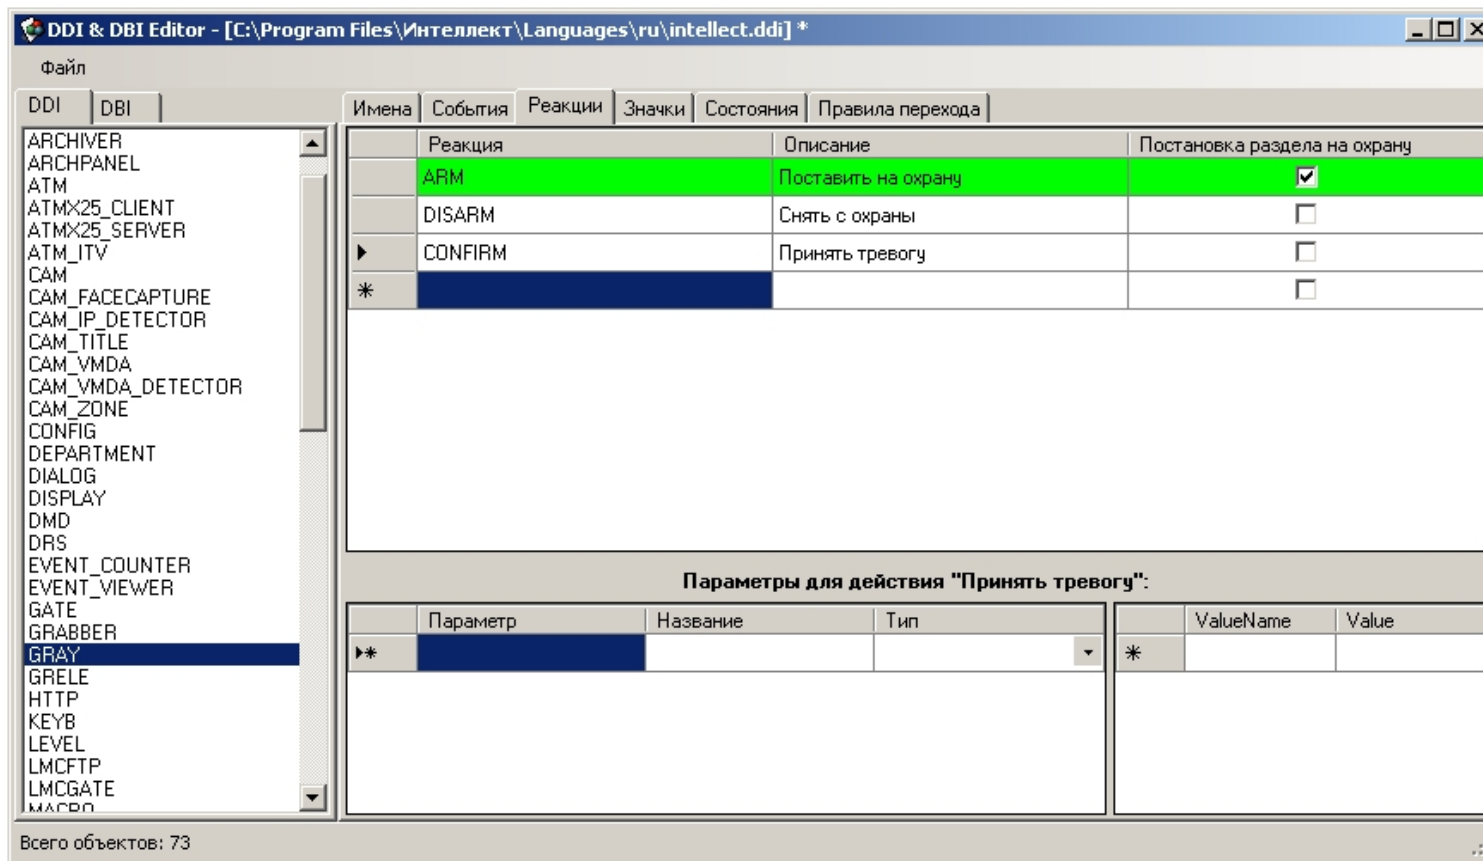 DDI & DBI Editor - [C:\Program Files\Интеллект\Languages\ru\intellect.ddi] *
Файл
DDI DBI
Имена События Реакции Значки Состояния Правила перехода
ARCHIVER
ARCHPANEL
ATM
ATMX25_CLIENT
ATMX25_SERVER
ATM_ITV
CAM
CAM_FACECAPTURE
CAM_IP_DETECTOR
CAM_TITLE
CAM_VMDA
CAM_VMDA_DETECTOR
CAM_ZONE
CONFIG
DEPARTMENT
DIALOG
DISPLAY
DMD
DRS
EVENT_COUNTER
EVENT_VIEWER
GATE
GRABBER
GRAY
GRELE
HTTP
KEYB
LEVEL
LMCFTP
LMCGATE
MACRO
Реакция Описание Постановка раздела на охрану
ARM Поставить на охрану
DISARM Снять с охраны
CONFIRM Принять тревогу
Параметры для действия "Принять тревогу":
Параметр Название Тип
ValueName Value
Всего объектов: 73